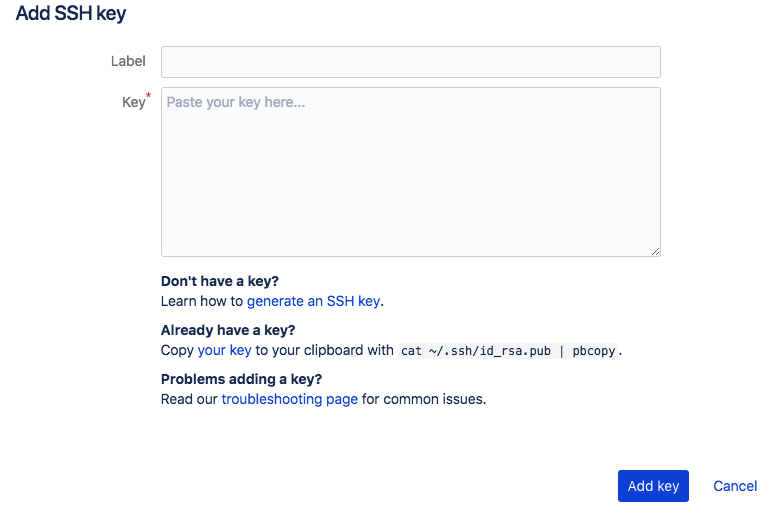 Add SSH key
Label
Key*
Paste your key here...
Don't have a key?
Learn how to generate an SSH key.
Already have a key?
Copy your key to your clipboard with cat ~/.ssh/id_rsa.pub | pbcopy.
Problems adding a key?
Read our troubleshooting page for common issues.
Add key Cancel